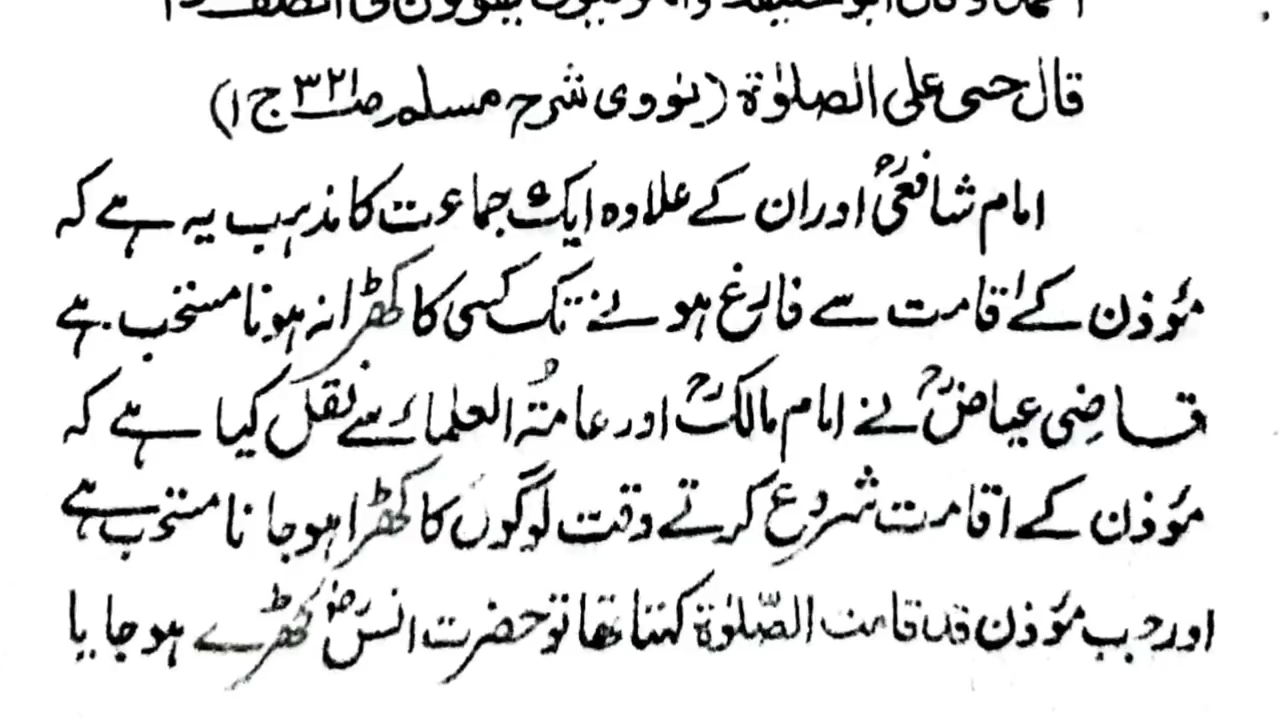 قال حی علی الصلوٰۃ (نووی شرح مسلم ص۳۲۱ ج ۱)
امام شافعیؒ اور ان کے علاوہ ایک جماعت کا مذہب یہ ہے کہ
مؤذن کے اقامت سے فارغ ہونے تک کسی کا کھڑا نہ ہونا مستحب ہے
قاضی عیاضؒ نے امام مالکؒ اور عامۃ العلماء سے نقل کیا ہے کہ
مؤذن کے اقامت شروع کرتے وقت لوگوں کا کھڑا ہو جانا مستحب ہے
اور جب مؤذن قد قامت الصّلوٰۃ کہتا تھا تو حضرت انسؓ کھڑے ہو جایا